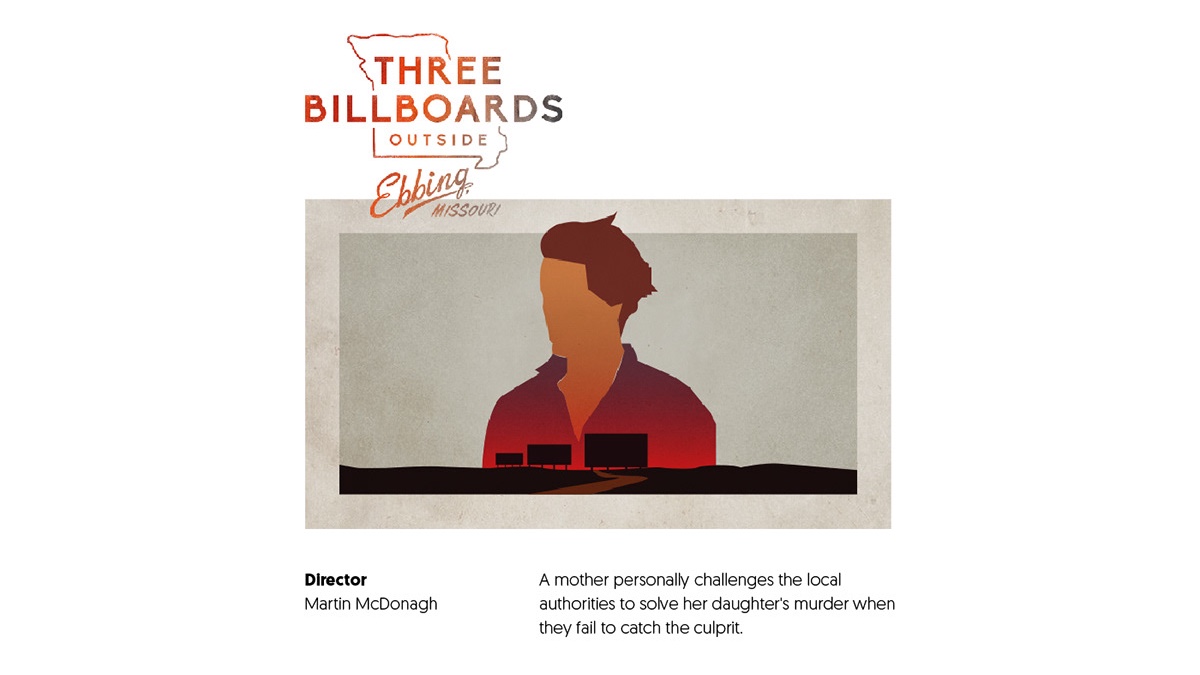 THREE
BILLBOARDS
OUTSIDE
Ebbing,
MISSOURI
Director
Martin McDonagh
A mother personally challenges the local
authorities to solve her daughter's murder when
they fail to catch the culprit.